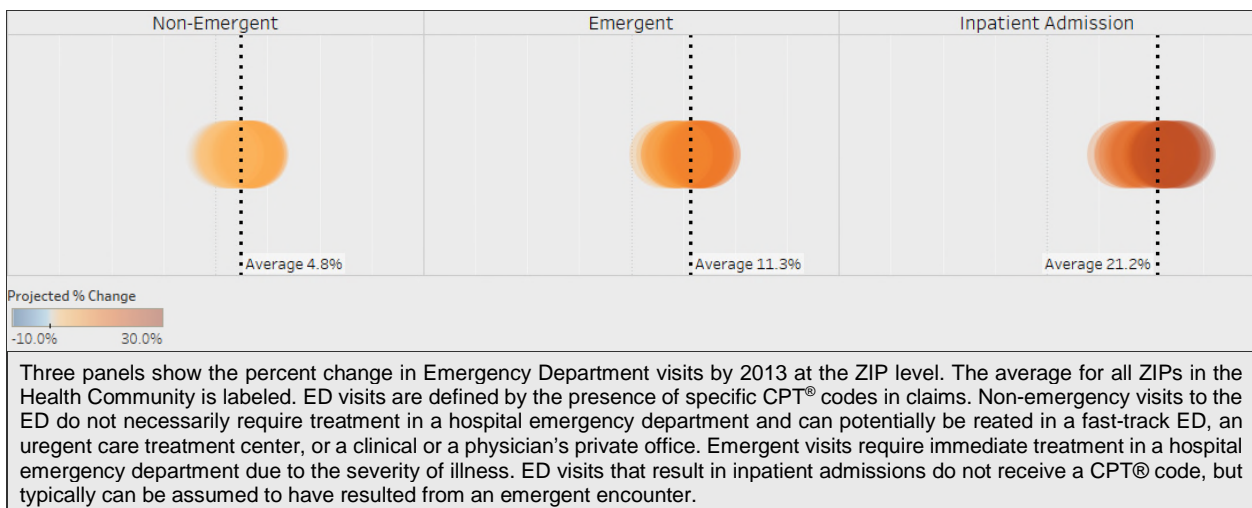 Non-Emergent Emergent Inpatient Admission
Average 4.8% Average 11.3% Average 21.2%
Projected % Change
-10.0% 30.0%
Three panels show the percent change in Emergency Department visits by 2013 at the ZIP level. The average for all ZIPs in the
Health Community is labeled. ED visits are defined by the presence of specific CPT® codes in claims. Non-emergency visits to the
ED do not necessarily require treatment in a hospital emergency department and can potentially be reated in a fast-track ED, an
uregent care treatment center, or a clinical or a physician's private office. Emergent visits require immediate treatment in a hospital
emergency department due to the severity of illness. ED visits that result in inpatient admissions do not receive a CPT® code, but
typically can be assumed to have resulted from an emergent encounter.